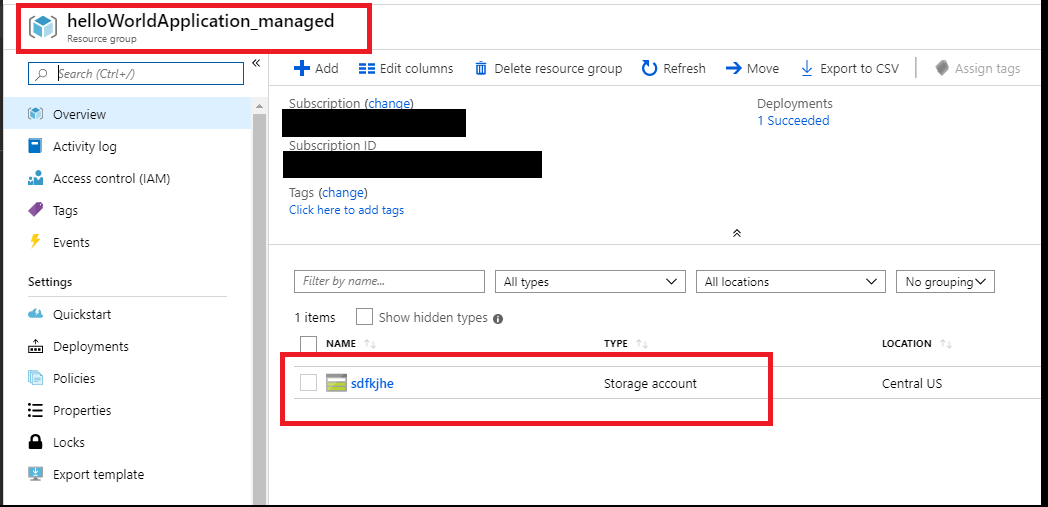 helloWorldApplication_managed
Resource group
Search (Ctrl+/)
Overview
Activity log
Access control (IAM)
Tags
Events
Settings
Quickstart
Deployments
Policies
Properties
Locks
Export template
Add Edit columns Delete resource group Refresh Move Export to CSV Assign tags
Subscription (change)
Subscription ID
Tags (change)
Click here to add tags
Deployments
1 Succeeded
Filter by name... All types All locations No grouping
1 items Show hidden types
NAME TYPE LOCATION
sdfkjhe Storage account Central US